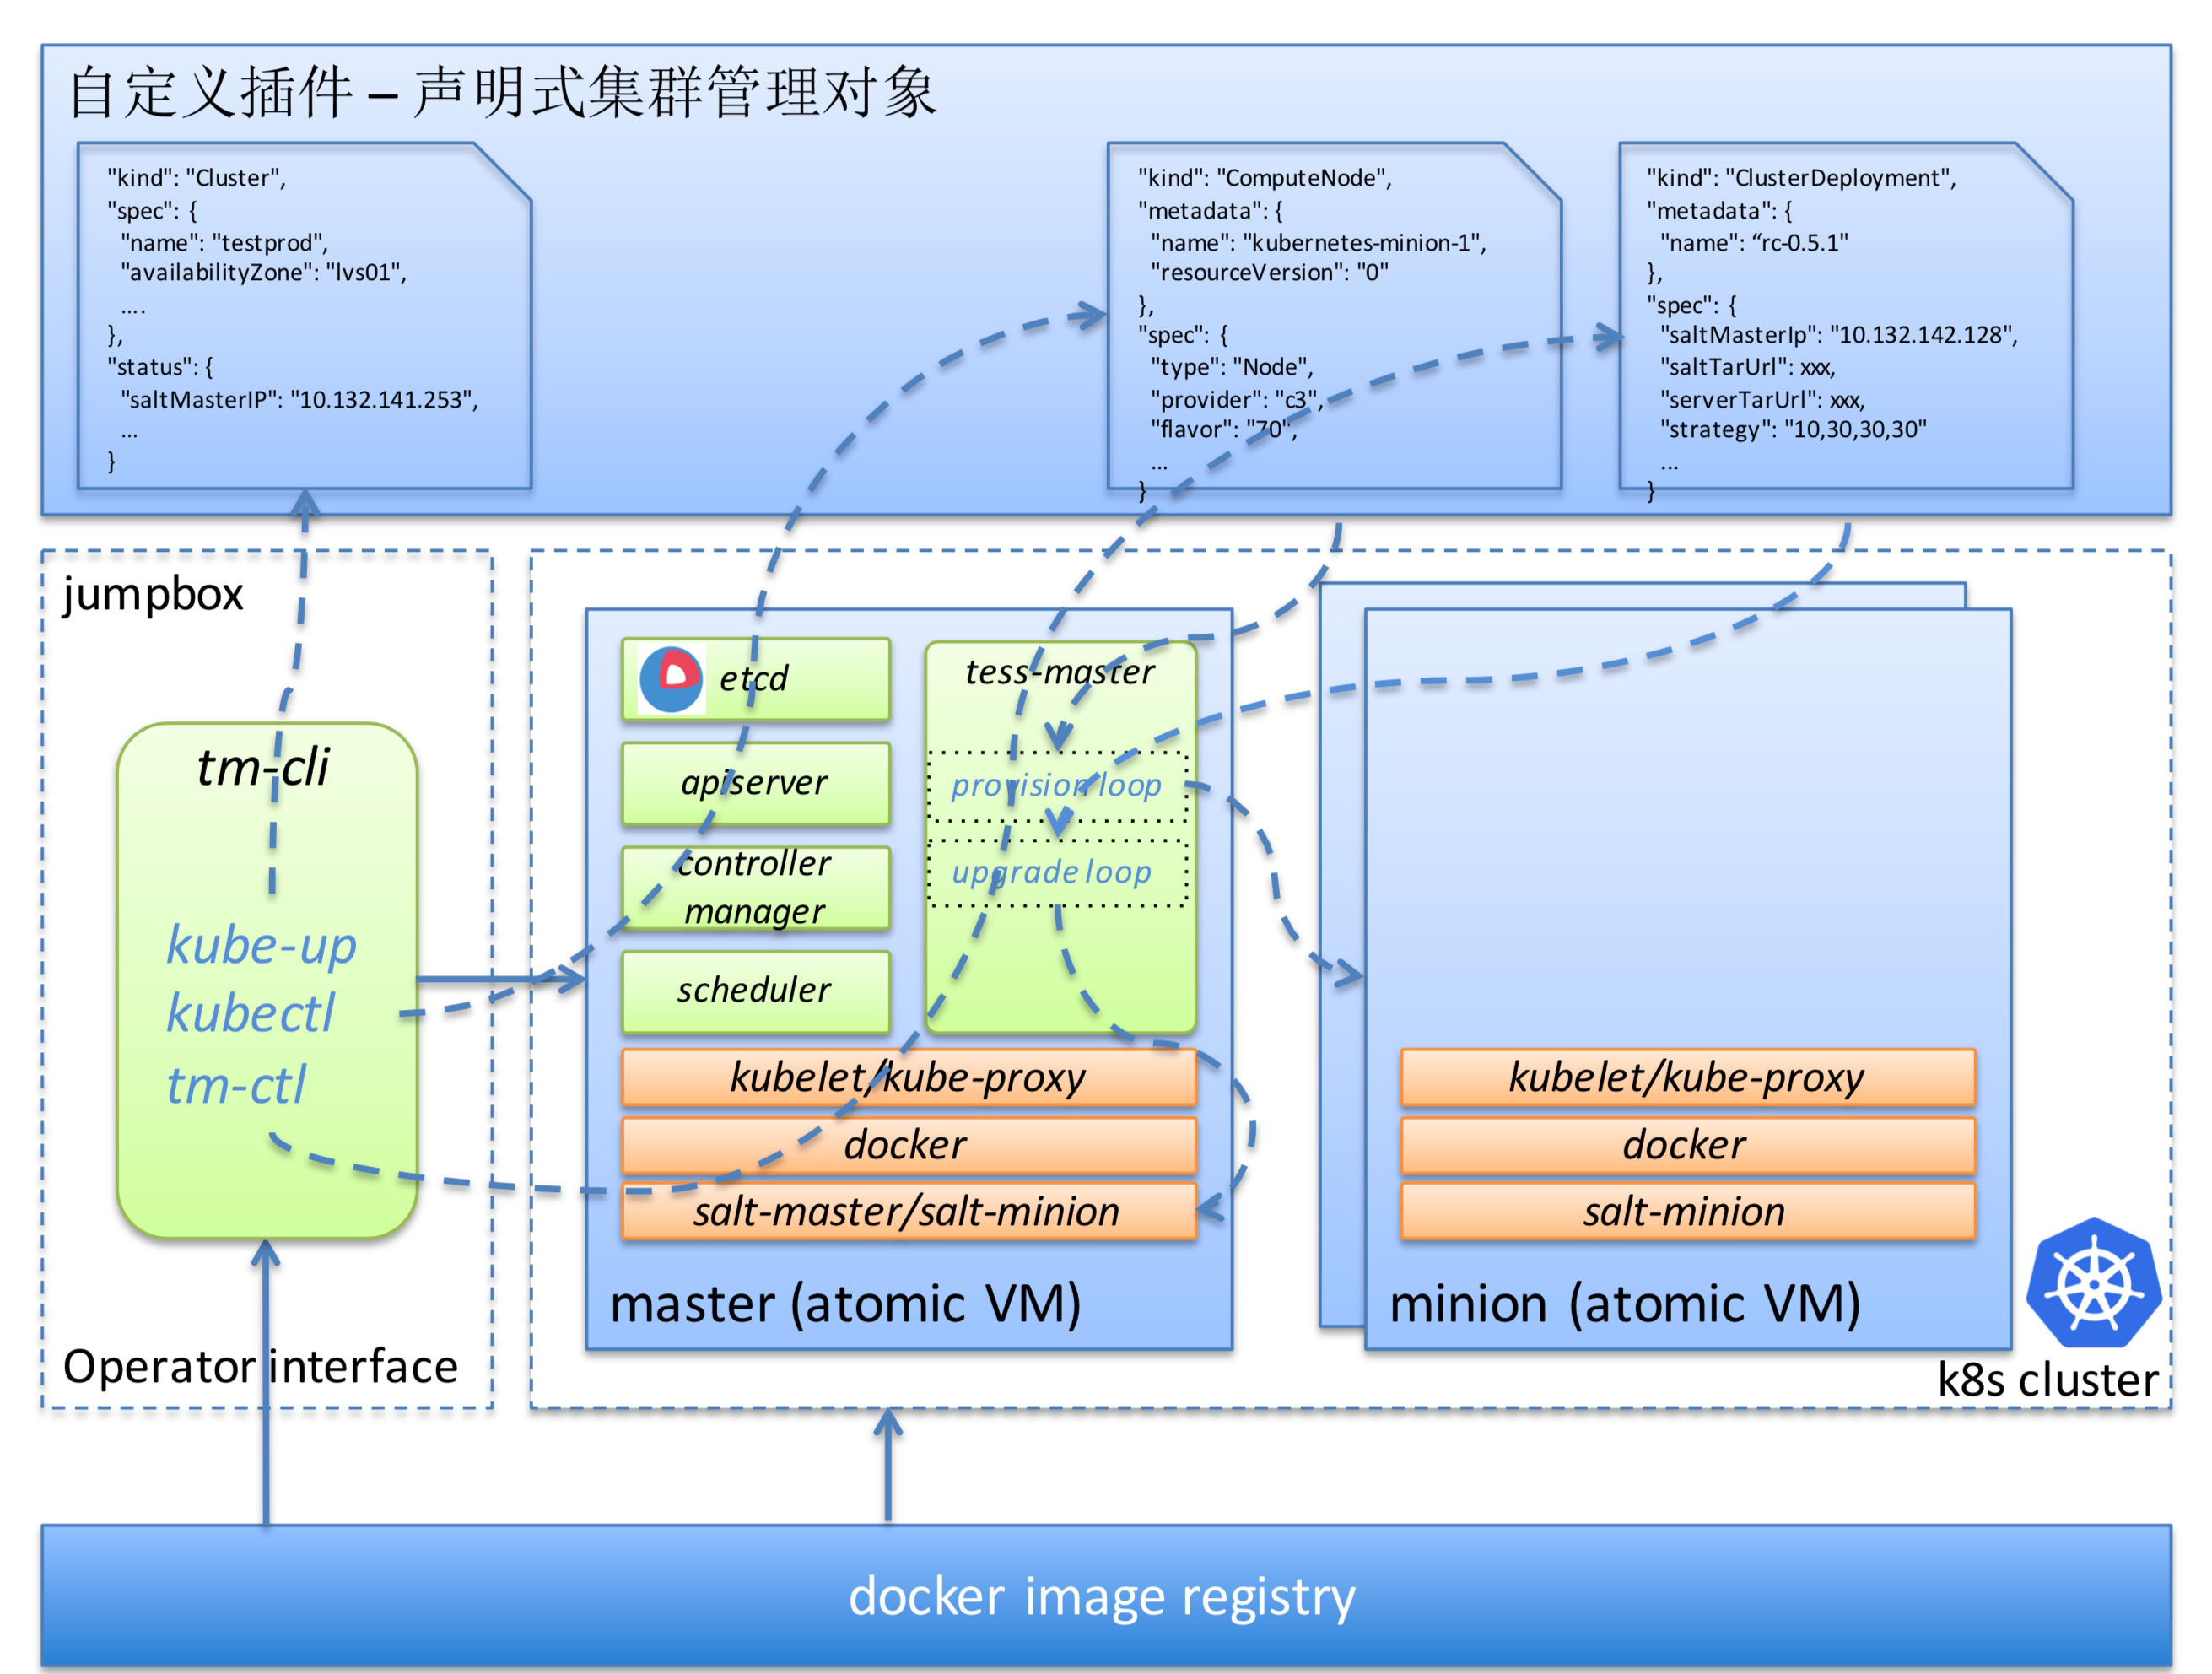 自定义插件 – 声明式集群管理对象
"kind": "Cluster",
"spec": {
"name": "testprod",
"availabilityZone": "lvs01",
....
},
"status": {
"saltMasterIP": "10.132.141.253",
...
}
"kind": "ComputeNode",
"metadata": {
"name": "kubernetes-minion-1",
"resourceVersion": "0"
},
"spec": {
"type": "Node",
"provider": "c3",
"flavor": "70",
...
}
"kind": "ClusterDeployment",
"metadata": {
"name": “rc-0.5.1"
},
"spec": {
"saltMasterIp": "10.132.142.128",
"saltTarUrl": xxx,
"serverTarUrl": xxx,
"strategy": "10,30,30,30"
...
}
jumpbox
tm-cli
kube-up
kubectl
tm-ctl
Operator interface
etcd
apiserver
controller
manager
scheduler
tess-master
provision loop
upgrade loop
kubelet/kube-proxy
docker
salt-master/salt-minion
master (atomic VM)
kubelet/kube-proxy
docker
salt-minion
minion (atomic VM)
k8s cluster
docker image registry